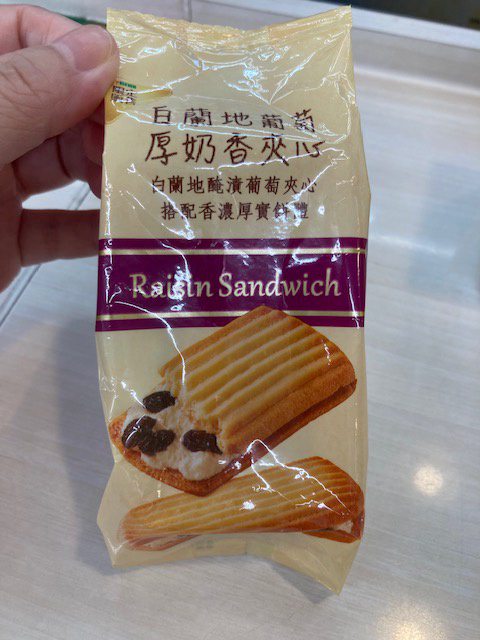 白蘭地葡萄
厚奶香夾心
白蘭地醃漬葡萄夾心
搭配香濃厚實餅體
Raisin Sandwich